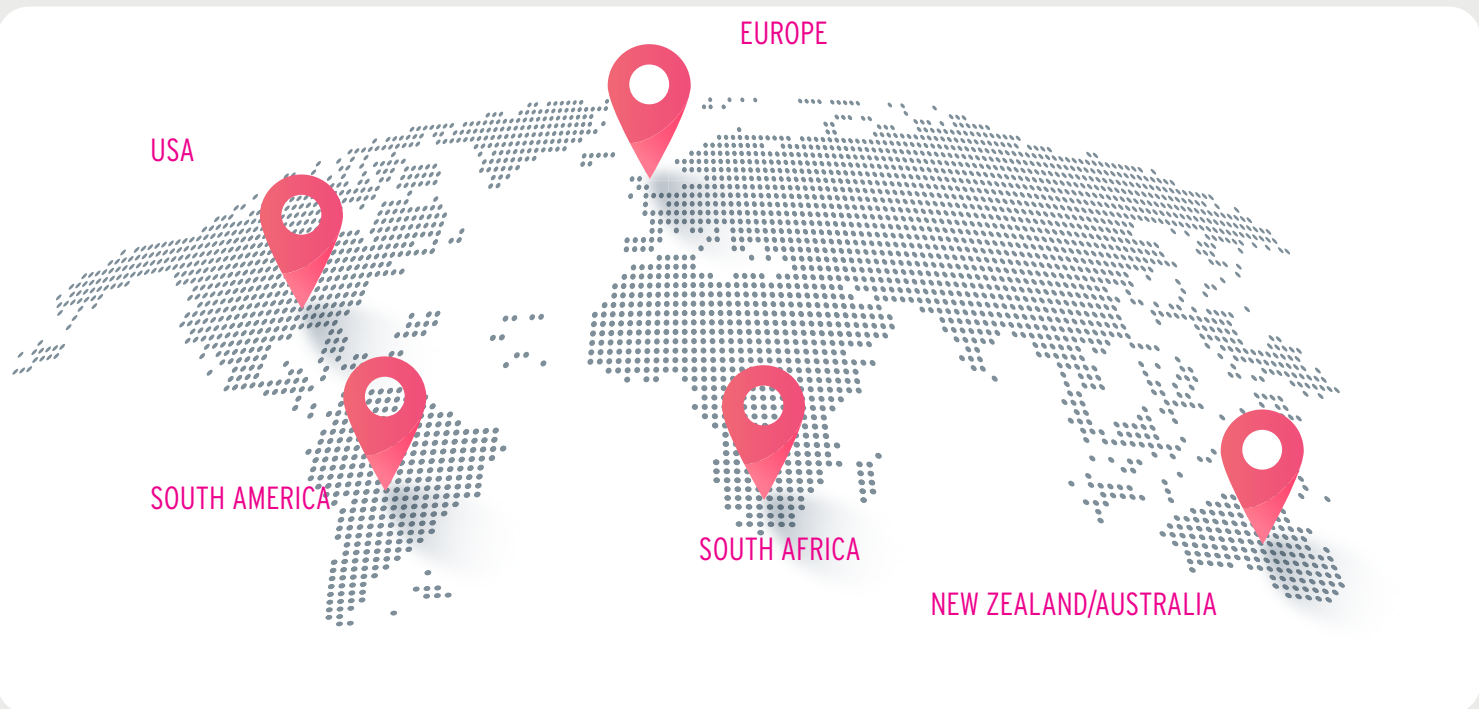 EUROPE
USA
SOUTH AMERICA
SOUTH AFRICA
NEW ZEALAND/AUSTRALIA